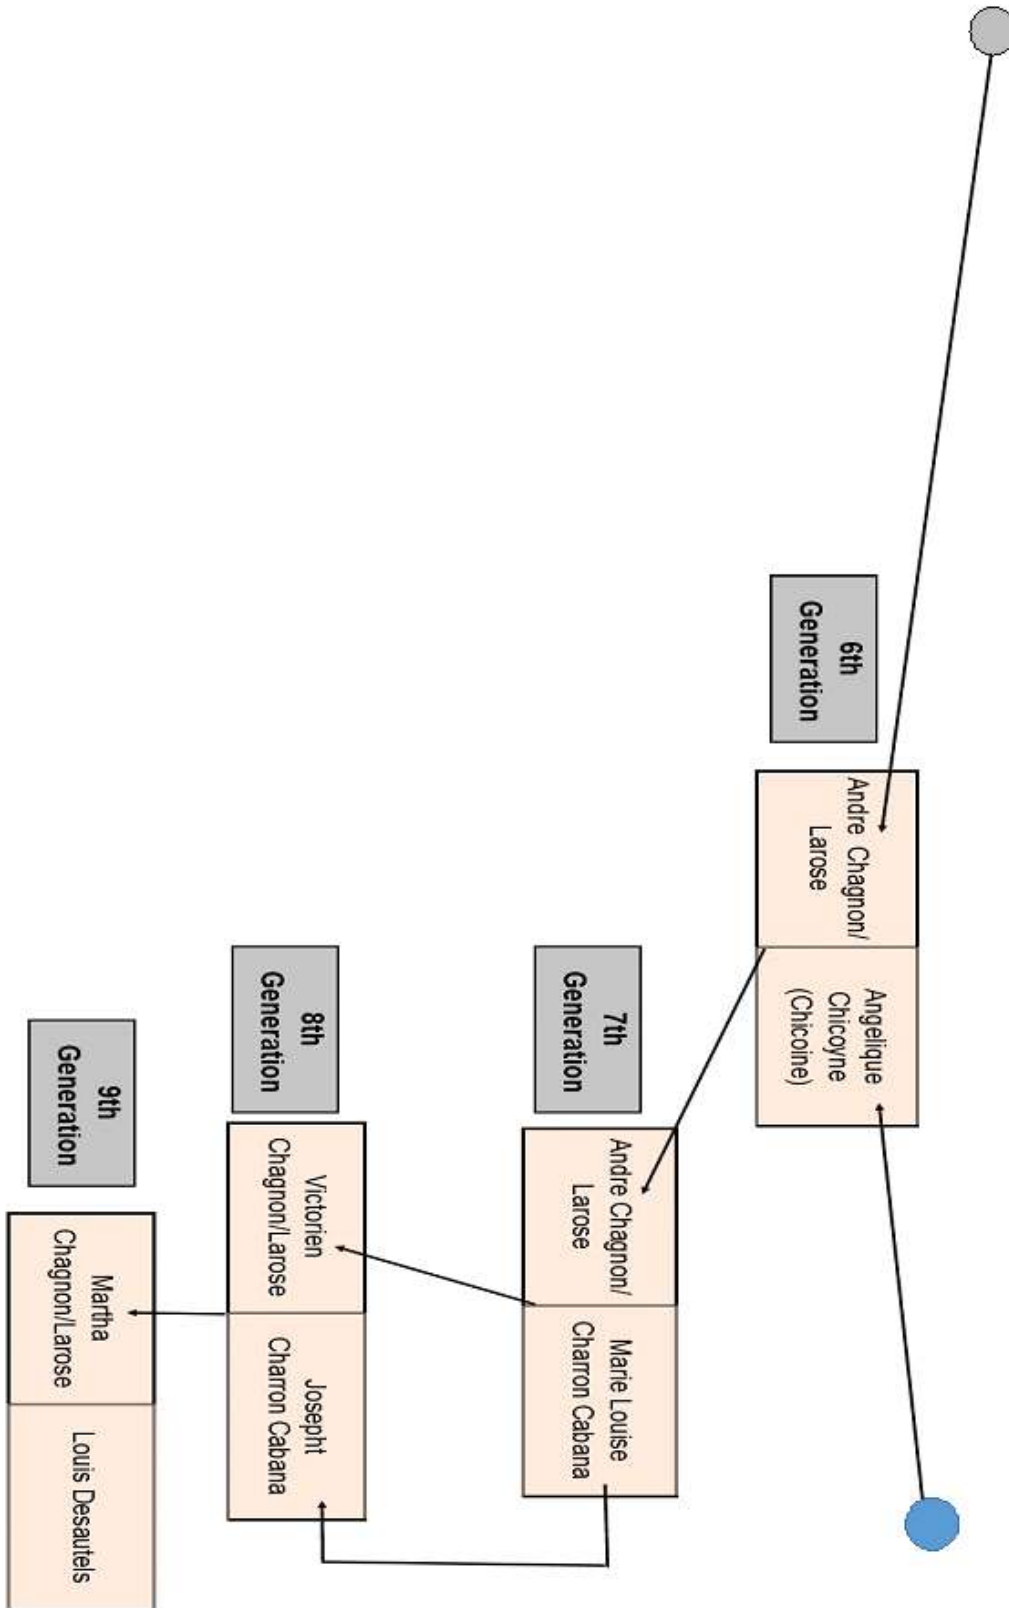 6th
Generation
Andre Chagnon/
Larose
Angelique
Chicoyne
(Chicoine)
7th
Generation
Andre Chagnon/
Larose
Marie Louise
Charron Cabana
8th
Generation
Victorien
Chagnon/Larose
Josepht
Charron Cabana
9th
Generation
Martha
Chagnon/Larose
Louis Desautels